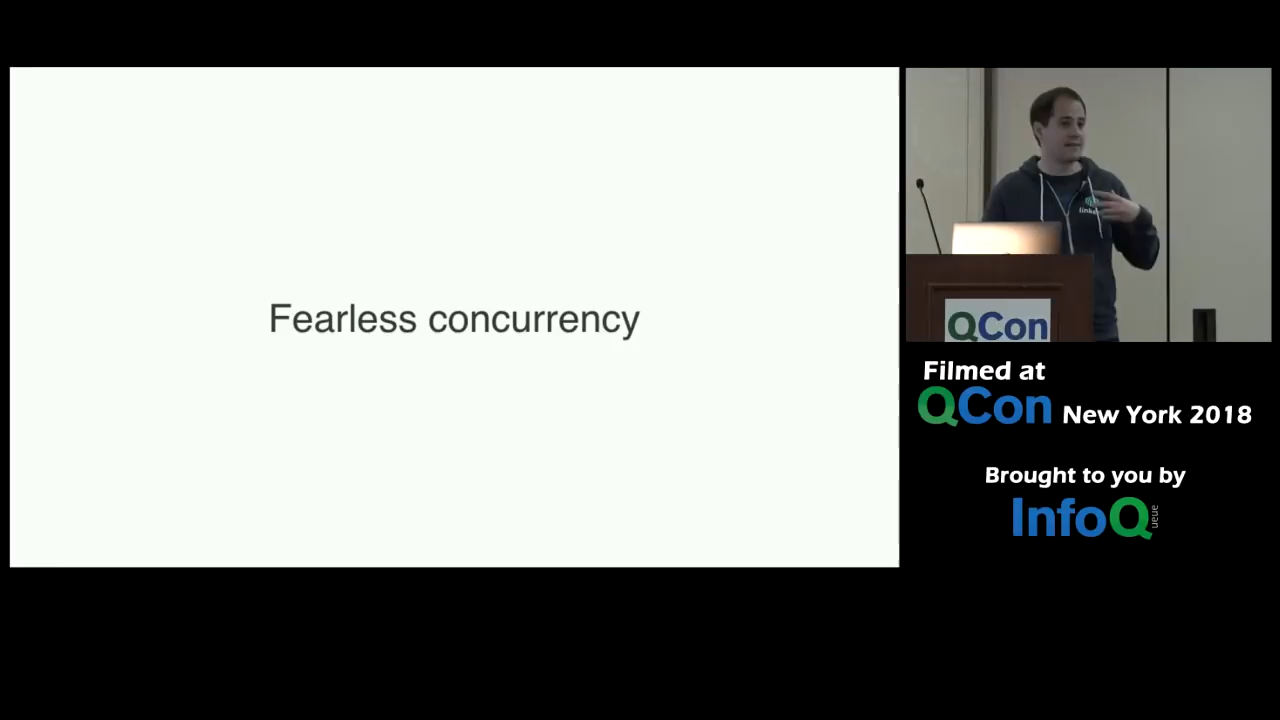 Fearless concurrency
QCon
Filmed at
QCon New York 2018
Brought to you by
InfoQ